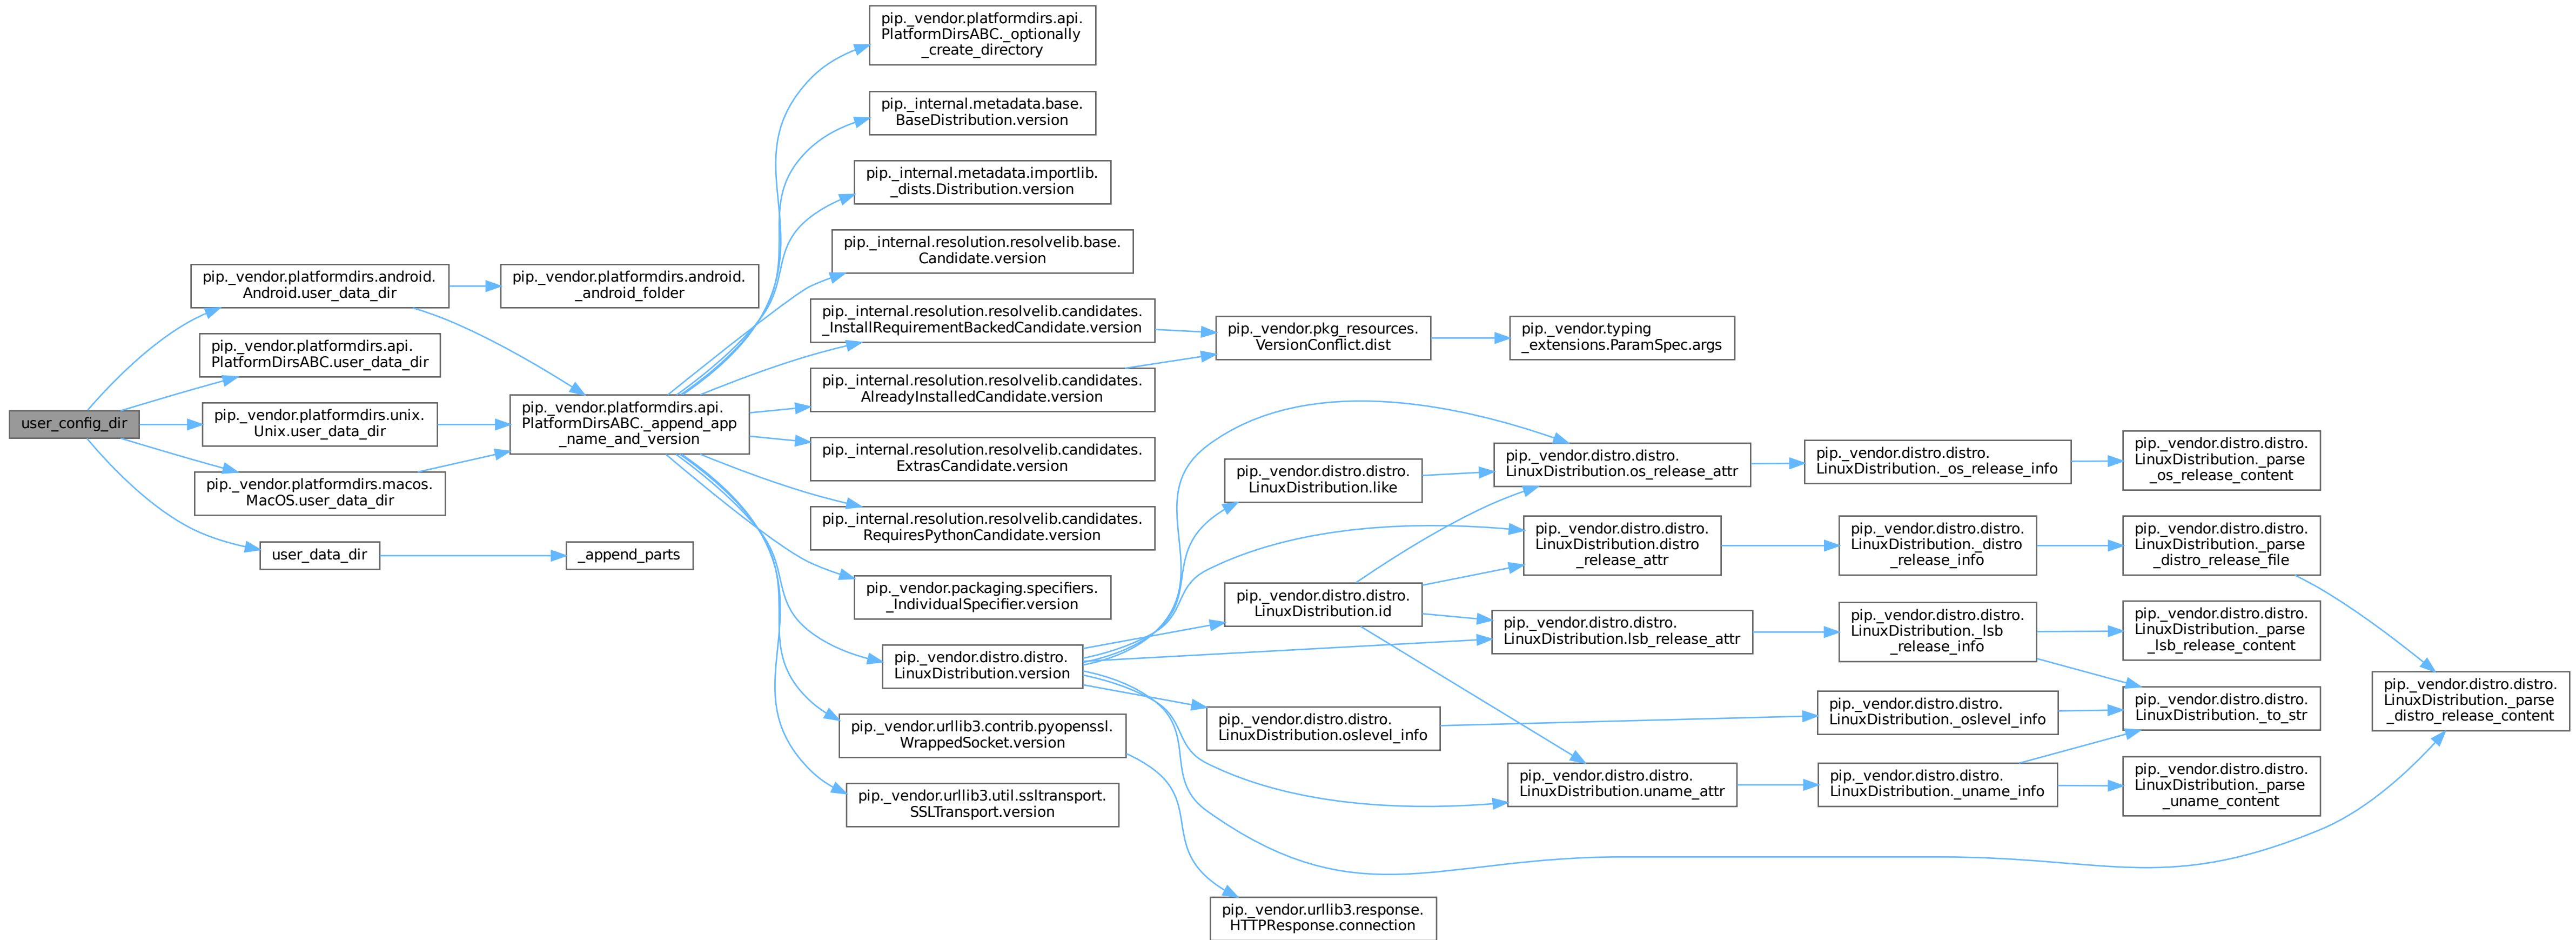 user_config_dir
pip._vendor.platformdirs.android.
Android.user_data_dir
pip._vendor.platformdirs.api.
PlatformDirsABC.user_data_dir
pip._vendor.platformdirs.unix.
Unix.user_data_dir
pip._vendor.platformdirs.macos.
MacOS.user_data_dir
user_data_dir
pip._vendor.platformdirs.android.
_android_folder
pip._vendor.platformdirs.api.
PlatformDirsABC._append_app
_name_and_version
_append_parts
pip._vendor.platformdirs.api.
PlatformDirsABC._optionally
_create_directory
pip._internal.metadata.base.
BaseDistribution.version
pip._internal.metadata.importlib.
_dists.Distribution.version
pip._internal.resolution.resolvelib.base.
Candidate.version
pip._internal.resolution.resolvelib.candidates.
_InstallRequirementBackedCandidate.version
pip._internal.resolution.resolvelib.candidates.
AlreadyInstalledCandidate.version
pip._internal.resolution.resolvelib.candidates.
ExtrasCandidate.version
pip._internal.resolution.resolvelib.candidates.
RequiresPythonCandidate.version
pip._vendor.packaging.specifiers.
_IndividualSpecifier.version
pip._vendor.distro.distro.
LinuxDistribution.version
pip._vendor.urllib3.contrib.pyopenssl.
WrappedSocket.version
pip._vendor.urllib3.util.ssltransport.
SSLTransport.version
pip._vendor.pkg_resources.
VersionConflict.dist
pip._vendor.distro.distro.
LinuxDistribution.like
pip._vendor.distro.distro.
LinuxDistribution.id
pip._vendor.distro.distro.
LinuxDistribution.oslevel_info
pip._vendor.urllib3.response.
HTTPResponse.connection
pip._vendor.typing
_extensions.ParamSpec.args
pip._vendor.distro.distro.
LinuxDistribution.os_release_attr
pip._vendor.distro.distro.
LinuxDistribution.distro
_release_attr
pip._vendor.distro.distro.
LinuxDistribution.lsb_release_attr
pip._vendor.distro.distro.
LinuxDistribution.uname_attr
pip._vendor.distro.distro.
LinuxDistribution._os_release_info
pip._vendor.distro.distro.
LinuxDistribution._distro
_release_info
pip._vendor.distro.distro.
LinuxDistribution._lsb
_release_info
pip._vendor.distro.distro.
LinuxDistribution._oslevel_info
pip._vendor.distro.distro.
LinuxDistribution._uname_info
pip._vendor.distro.distro.
LinuxDistribution._parse
_os_release_content
pip._vendor.distro.distro.
LinuxDistribution._parse
_distro_release_file
pip._vendor.distro.distro.
LinuxDistribution._parse
_lsb_release_content
pip._vendor.distro.distro.
LinuxDistribution._to_str
pip._vendor.distro.distro.
LinuxDistribution._parse
_uname_content
pip._vendor.distro.distro.
LinuxDistribution._parse
_distro_release_content